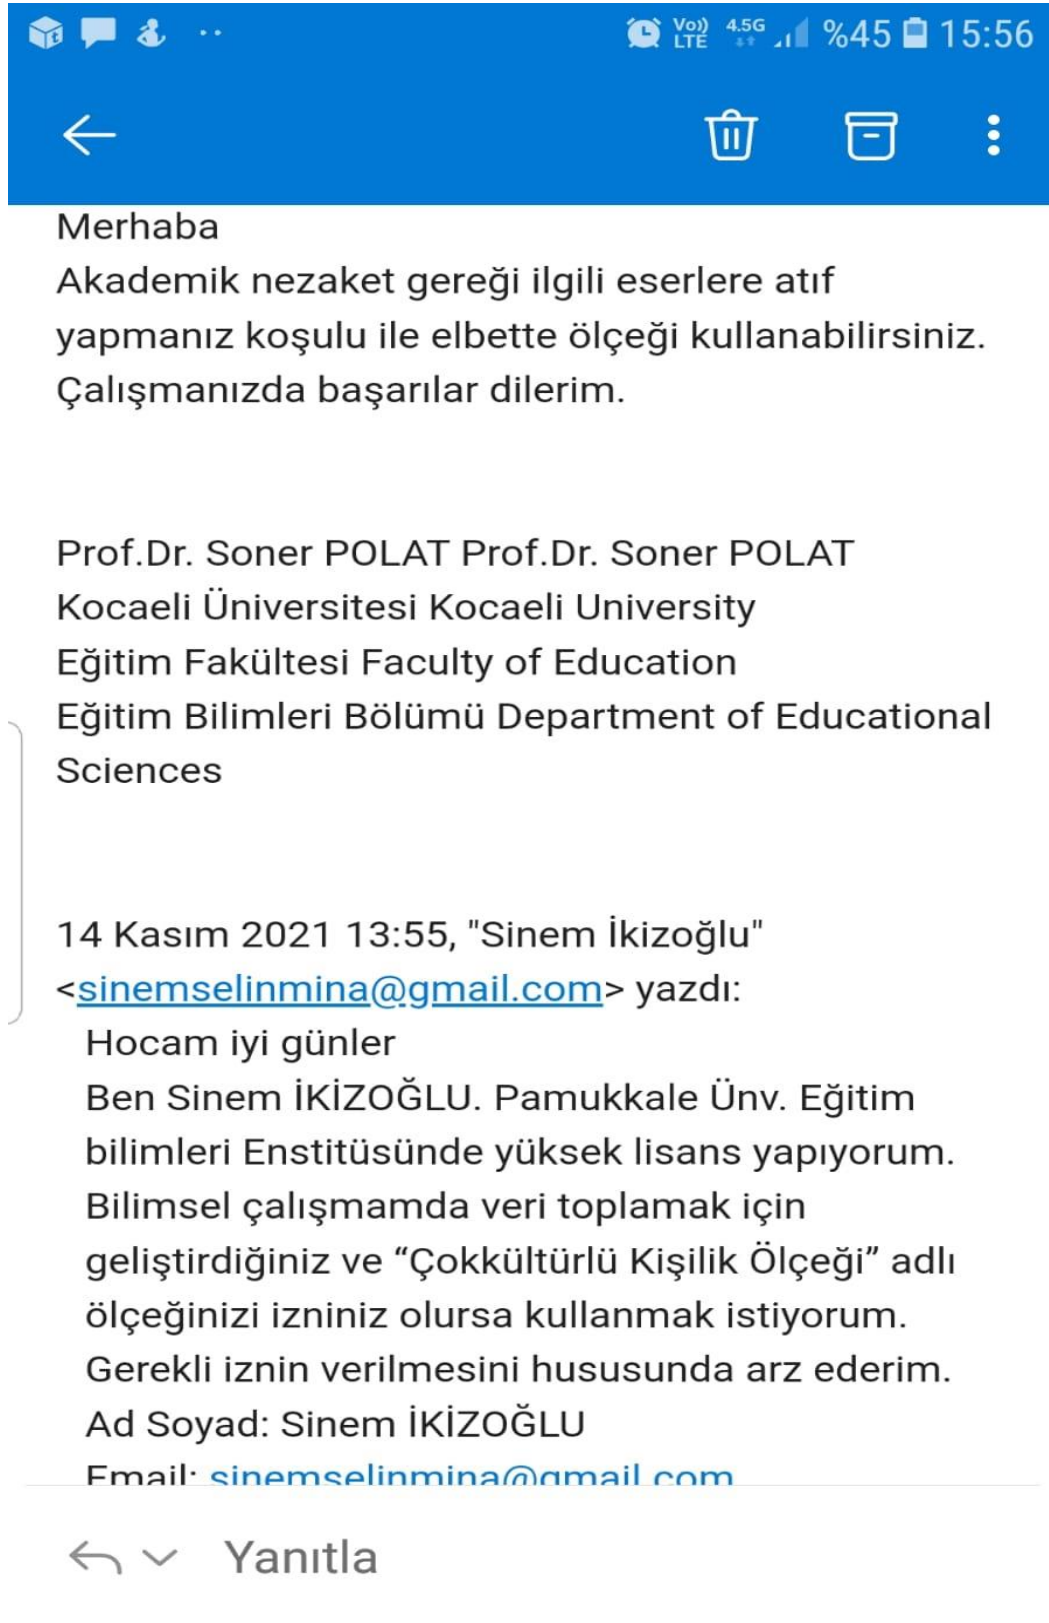 Vo)) LTE 4.5G %45 15:56
Merhaba
Akademik nezaket gereği ilgili eserlere atıf
yapmanız koşulu ile elbette ölçeği kullanabilirsiniz.
Çalışmanızda başarılar dilerim.
Prof.Dr. Soner POLAT Prof.Dr. Soner POLAT
Kocaeli Üniversitesi Kocaeli University
Eğitim Fakültesi Faculty of Education
Eğitim Bilimleri Bölümü Department of Educational
Sciences
14 Kasım 2021 13:55, "Sinem İkizoğlu"
<sinemselinmina@gmail.com> yazdı:
Hocam iyi günler
Ben Sinem İKİZOĞLU. Pamukkale Ünv. Eğitim
bilimleri Enstitüsünde yüksek lisans yapıyorum.
Bilimsel çalışmamda veri toplamak için
geliştirdiğiniz ve “Çokkültürlü Kişilik Ölçeği” adlı
ölçeğinizi izniniz olursa kullanmak istiyorum.
Gerekli iznin verilmesini hususunda arz ederim.
Ad Soyad: Sinem İKİZOĞLU
Email: sinemselinmina@gmail.com
Yanıtla